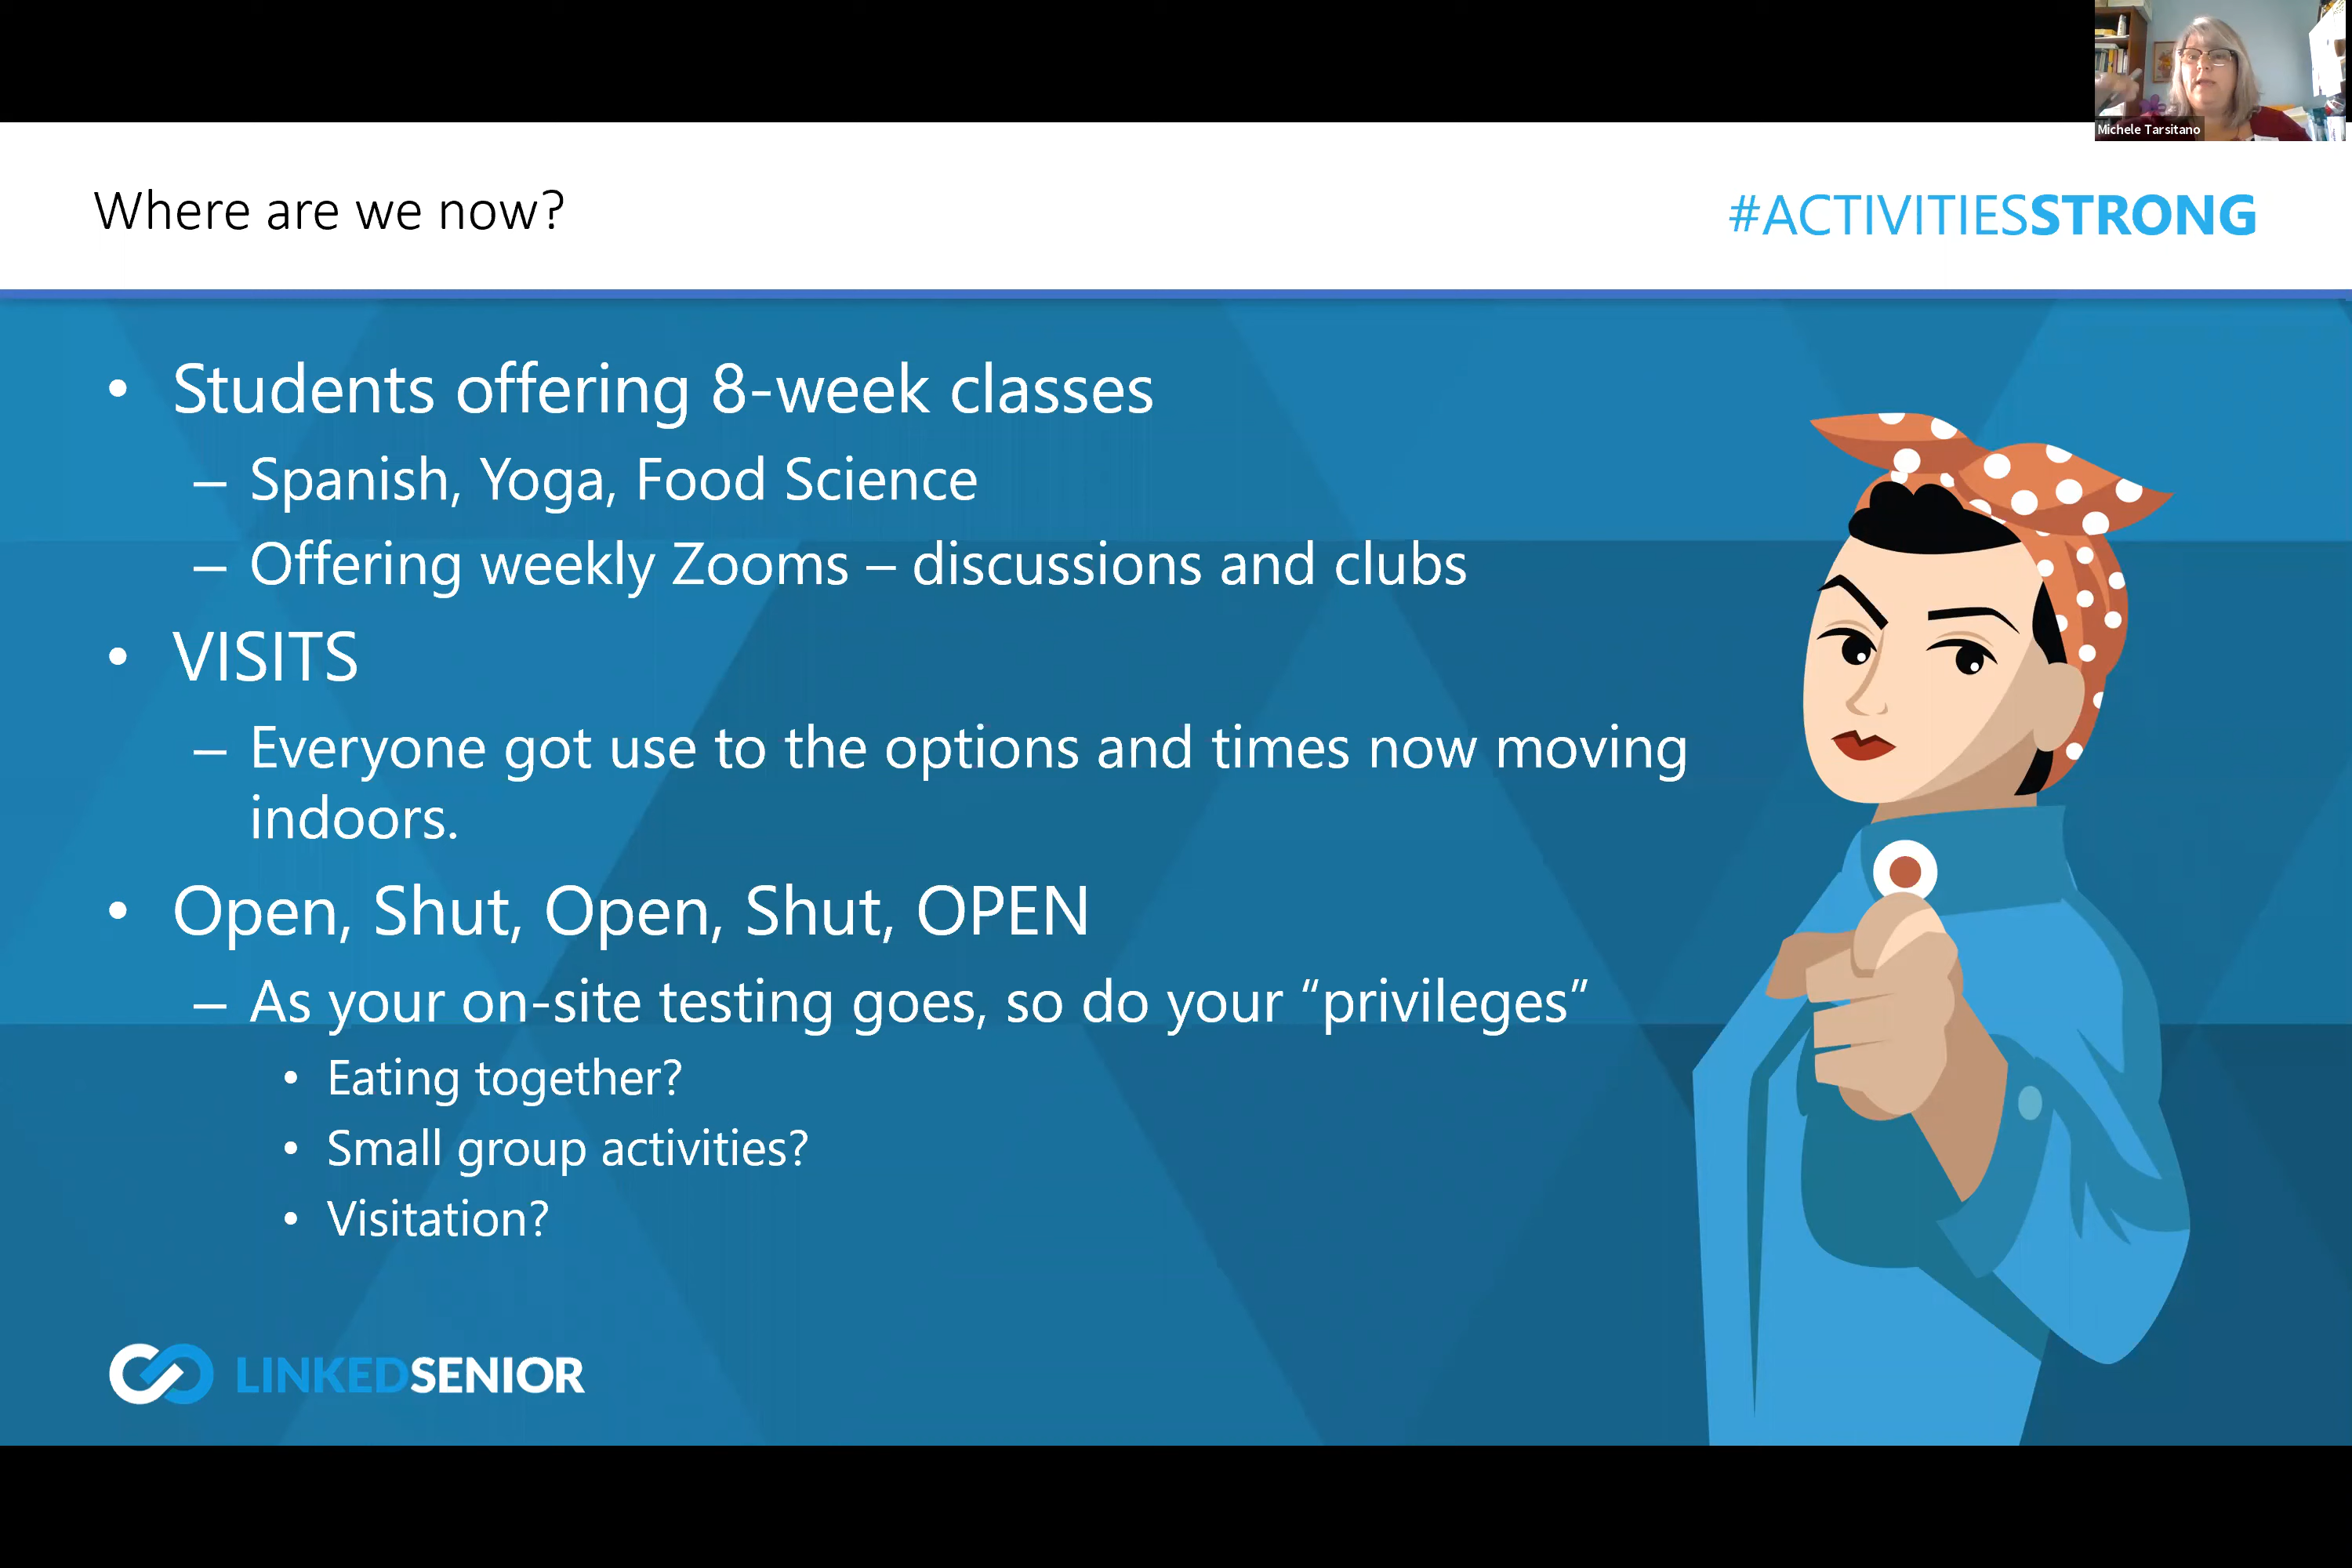 Michele Tarsitano
Where are we now?
#ACTIVITIESSTRONG
• Students offering 8-week classes
– Spanish, Yoga, Food Science
– Offering weekly Zooms – discussions and clubs
• VISITS
– Everyone got use to the options and times now moving
indoors.
• Open, Shut, Open, Shut, OPEN
– As your on-site testing goes, so do your “privileges”
• Eating together?
• Small group activities?
• Visitation?
LINKEDSENIOR